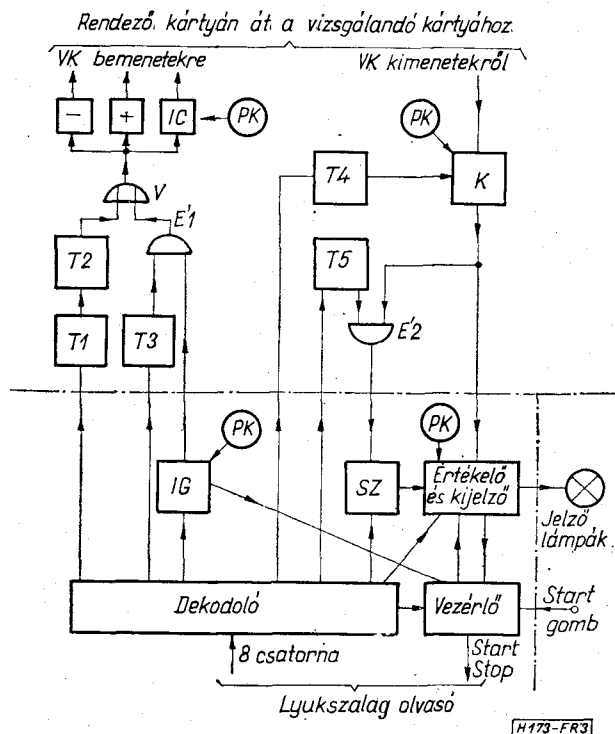 Rendező kártyán át a vizsgálandó kártyához.
VK bemenetekre
VK kimenetekről
- + IC PK
PK
T4 K
V
E'1
T2
T5
T1 T3
E'2
PK PK
IG SZ Értékelő
és kijelző
Jelző
lámpák
Dekodoló Vezérlő Start
gomb
8 csatorna Start
Stop
Lyukszalag olvasó
H173-FR3